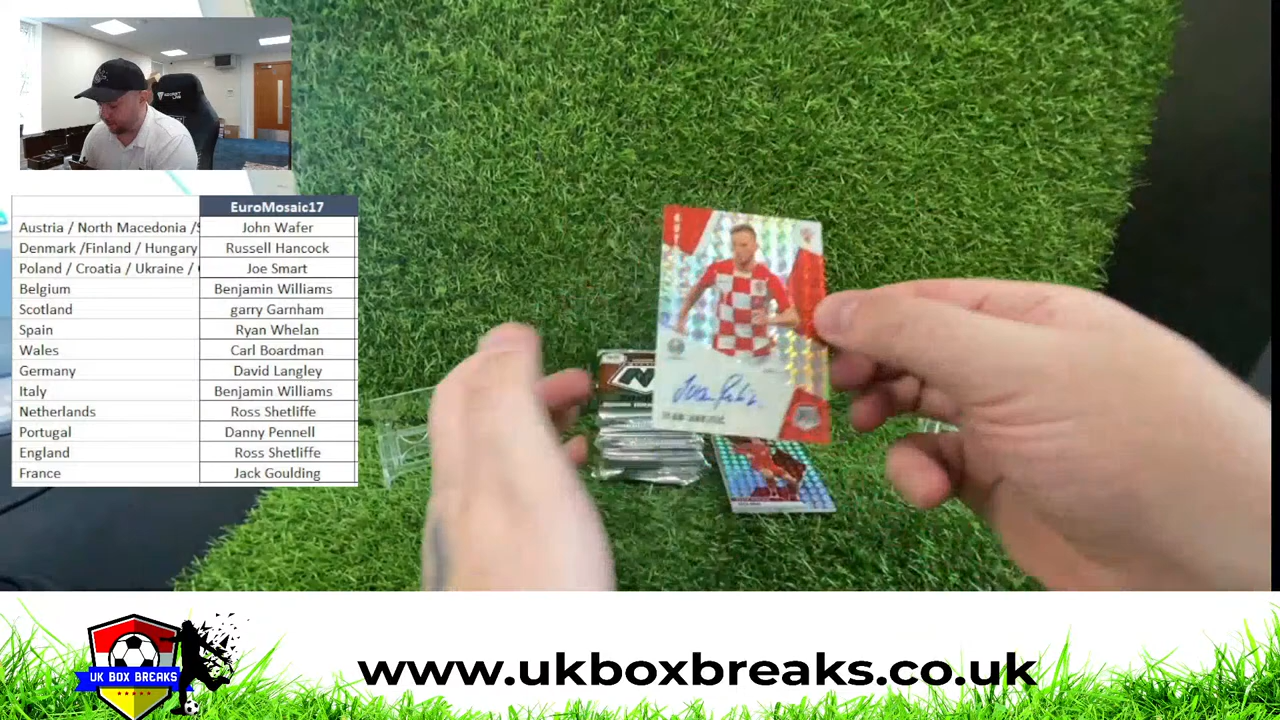 EuroMosaic17
Austria / North Macedonia / John Wafer
Denmark /Finland / Hungary Russell Hancock
Poland / Croatia / Ukraine / Joe Smart
Belgium Benjamin Williams
Scotland garry Garnham
Spain Ryan Whelan
Wales Carl Boardman
Germany David Langley
Italy Benjamin Williams
Netherlands Ross Shetliffe
Portugal Danny Pennell
England Ross Shetliffe
France Jack Goulding
UK BOX BREAKS
www.ukboxbreaks.co.uk